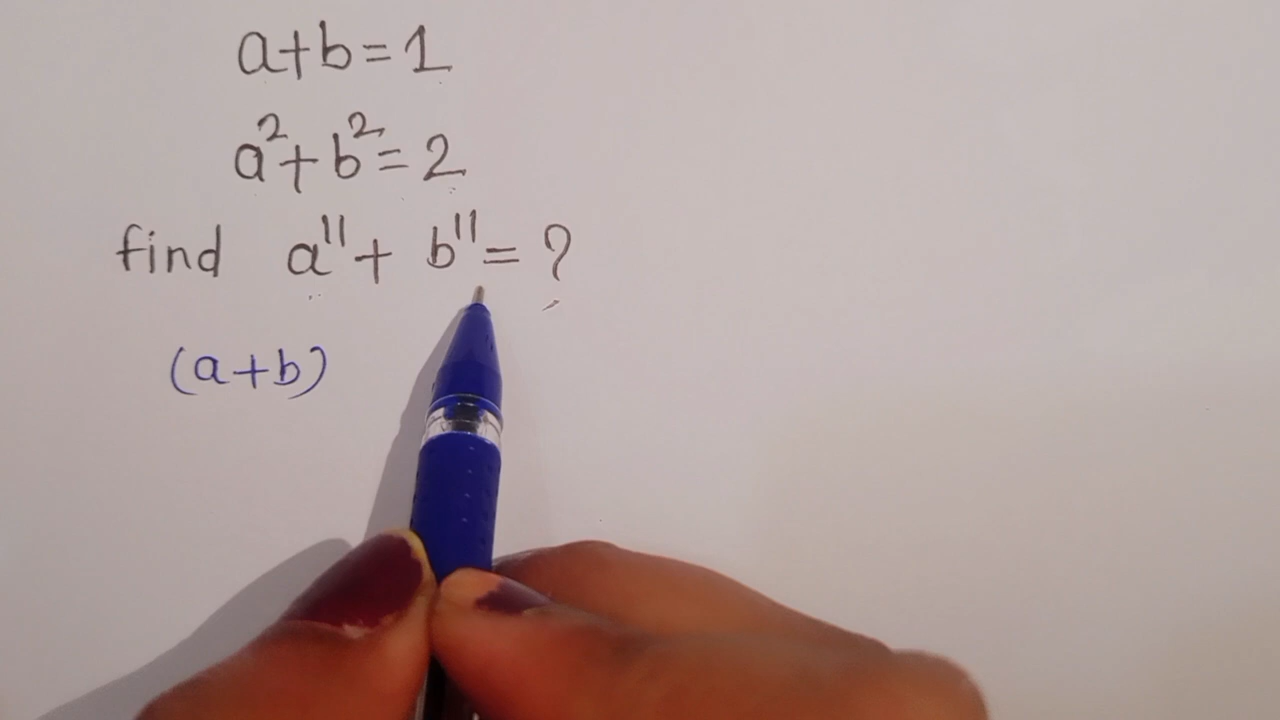 a+b=1
a²+b²=2
find a¹¹+ b¹¹= ?
(a+b)